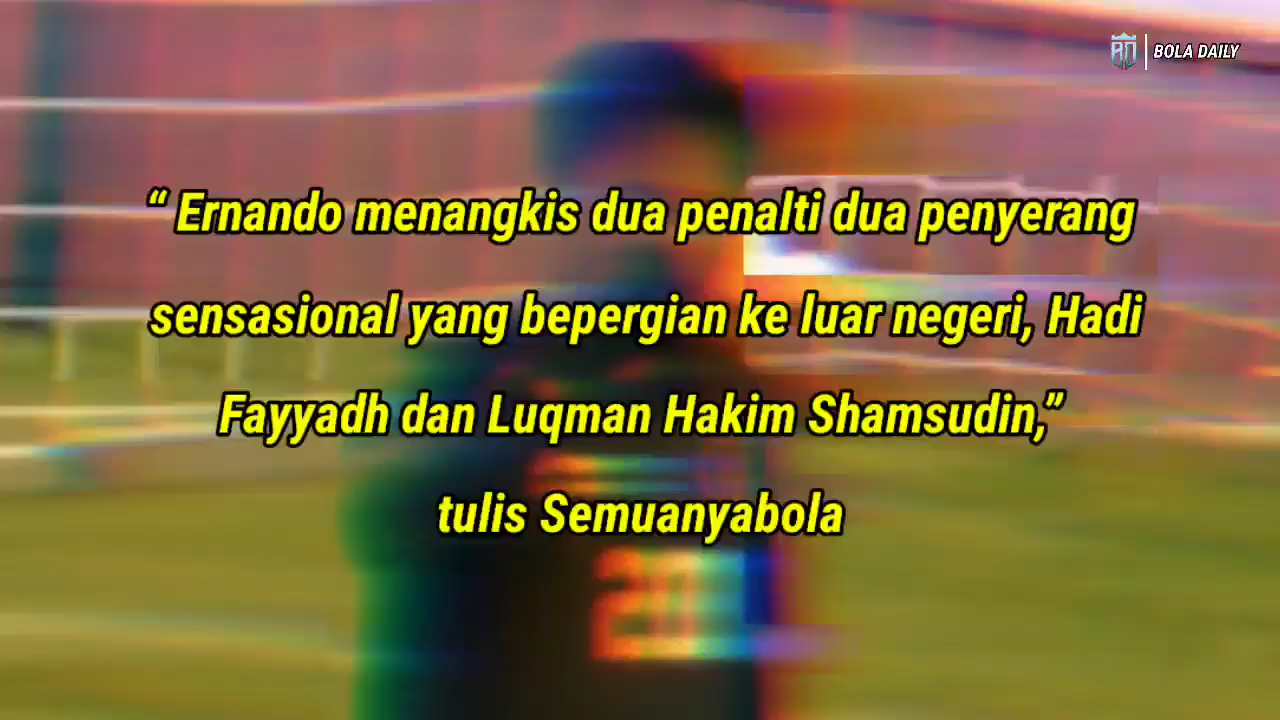 BOLA DAILY
“ Ernando menangkis dua penalti dua penyerang
sensasional yang bepergian ke luar negeri, Hadi
Fayyadh dan Luqman Hakim Shamsudin,”
tulis Semuanyabola
20